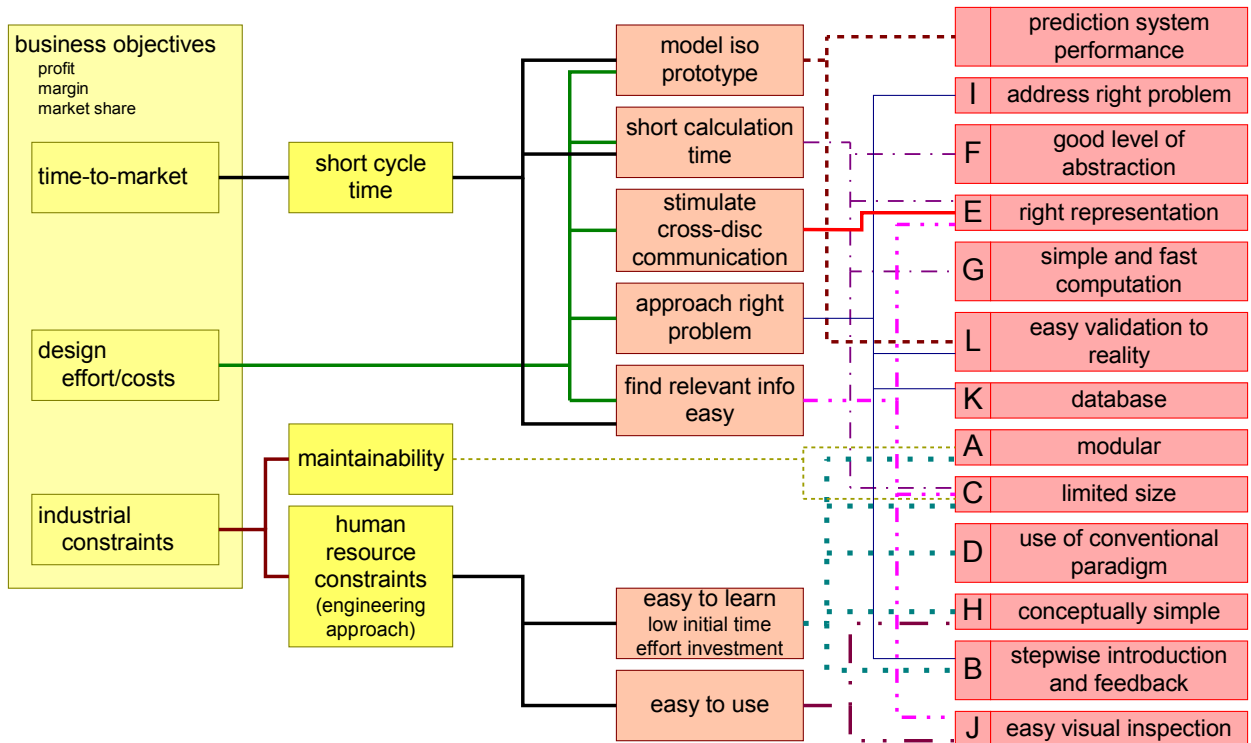 business objectives
profit
margin
market share
time-to-market
design
effort/costs
industrial
constraints
short cycle
time
maintainability
human
resource
constraints
(engineering
approach)
model iso
prototype
short calculation
time
stimulate
cross-disc
communication
approach right
problem
find relevant info
easy
easy to learn
low initial time
effort investment
easy to use
prediction system
performance
I address right problem
F good level of
abstraction
E right representation
G simple and fast
computation
L easy validation to
reality
K database
A modular
C limited size
D use of conventional
paradigm
H conceptually simple
B stepwise introduction
and feedback
J easy visual inspection